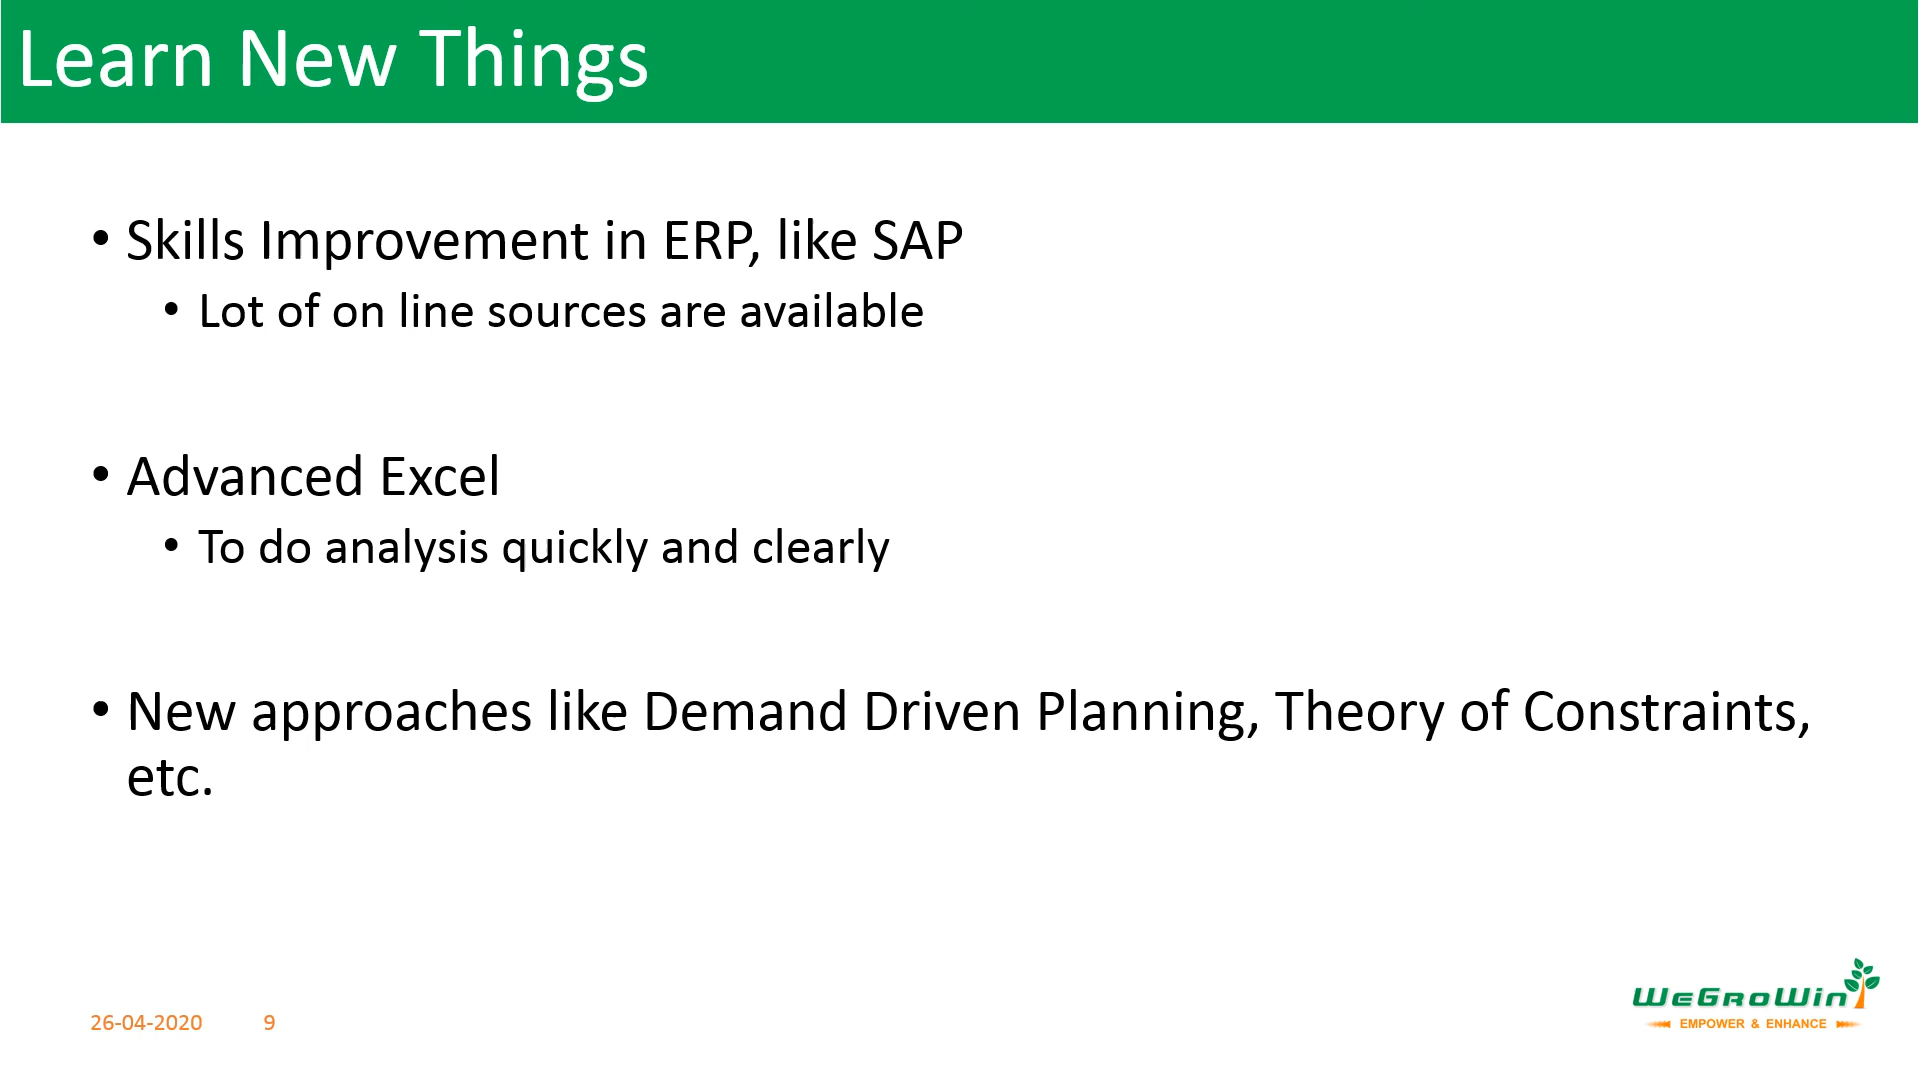 Learn New Things
• Skills Improvement in ERP, like SAP
• Lot of on line sources are available
• Advanced Excel
• To do analysis quickly and clearly
• New approaches like Demand Driven Planning, Theory of Constraints,
etc.
WeGroWin
EMPOWER & ENHANCE
26-04-2020 9